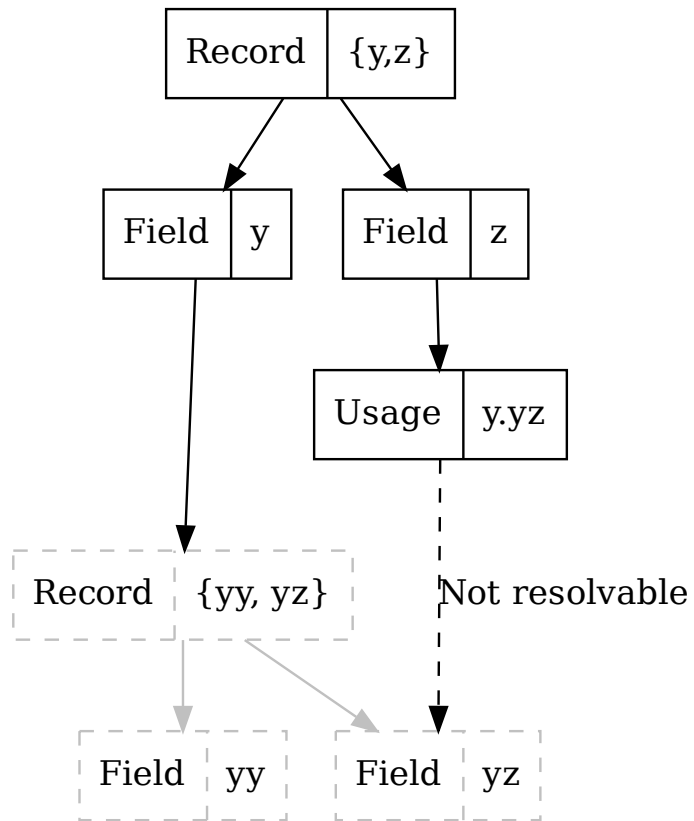 Record {y,z}
Field y
Field z
Usage y.yz
Record {yy, yz}
Not resolvable
Field yy
Field yz